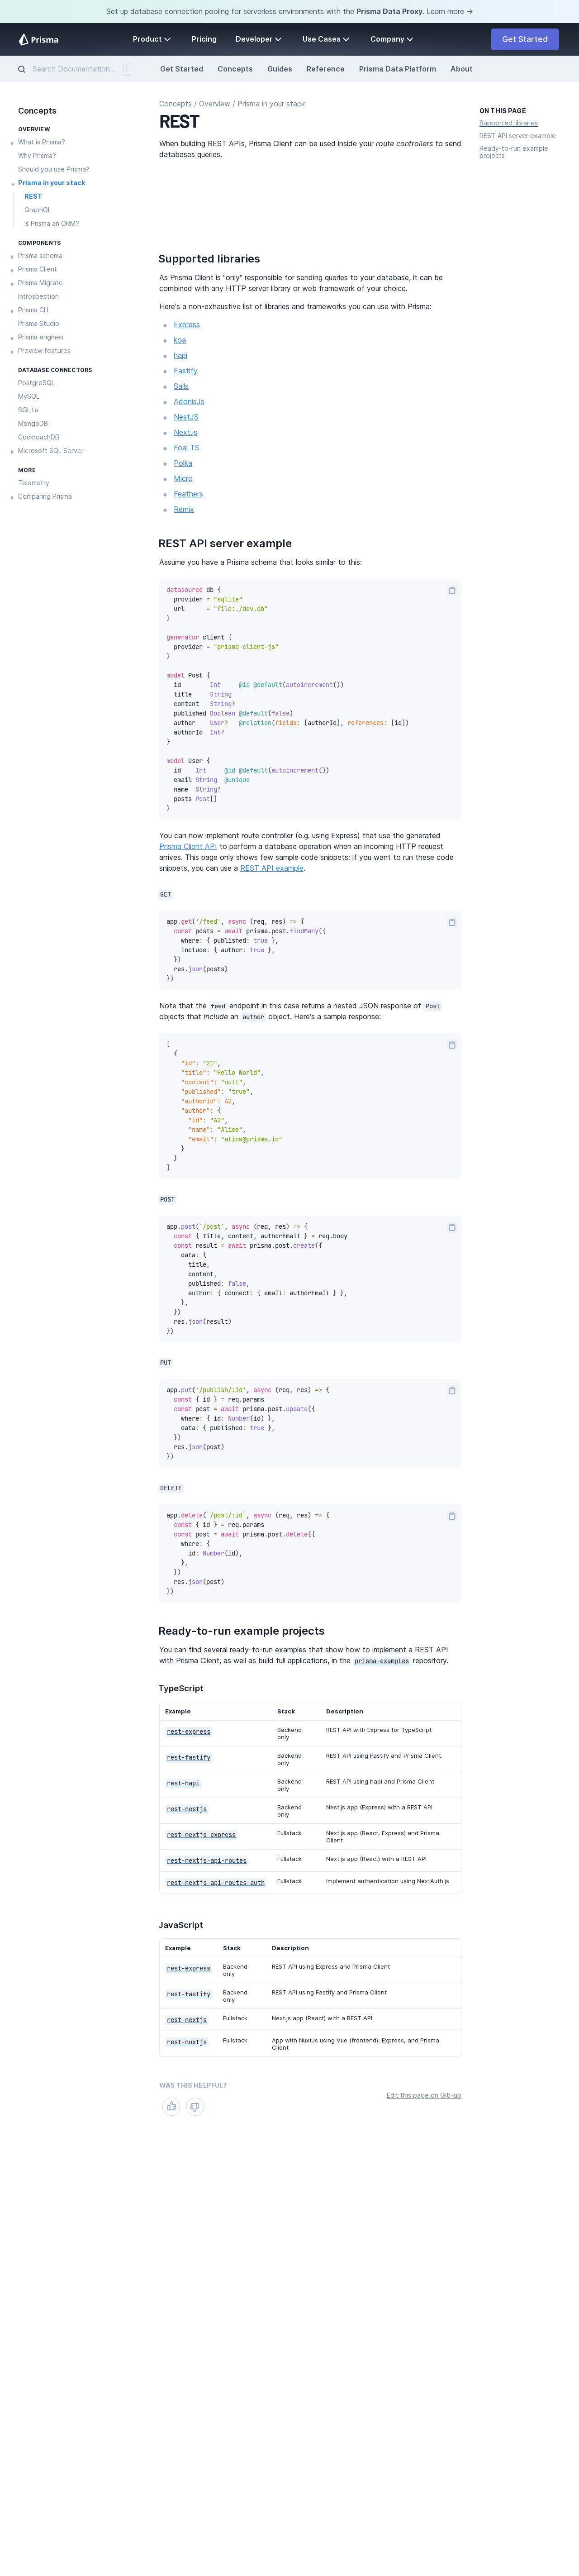 Set up database connection pooling for serverless environments with the Prisma Data Proxy. Learn more →
Prisma
Product
Pricing
Developer
Use Cases
Company
Get Started
Search Documentation...
/
Get Started
Concepts
Guides
Reference
Prisma Data Platform
About
Concepts
OVERVIEW
What is Prisma?
Why Prisma?
Should you use Prisma?
Prisma in your stack
REST
GraphQL
Is Prisma an ORM?
COMPONENTS
Prisma schema
Prisma Client
Prisma Migrate
Introspection
Prisma CLI
Prisma Studio
Prisma engines
Preview features
DATABASE CONNECTORS
PostgreSQL
MySQL
SQLite
MongoDB
CockroachDB
Microsoft SQL Server
MORE
Telemetry
Comparing Prisma
Concepts / Overview / Prisma in your stack
REST
When building REST APIs, Prisma Client can be used inside your route controllers to send
databases queries.
Supported libraries
As Prisma Client is "only" responsible for sending queries to your database, it can be
combined with any HTTP server library or web framework of your choice.
Here's a non-exhaustive list of libraries and frameworks you can use with Prisma:
Express
koa
hapi
Fastify
Sails
AdonisJs
NestJS
Next.js
Foal TS
Polka
Micro
Feathers
Remix
REST API server example
Assume you have a Prisma schema that looks similar to this:
datasource db {
  provider = "sqlite"
  url      = "file:./dev.db"
}
generator client {
  provider = "prisma-client-js"
}
model Post {
  id        Int     @id @default(autoincrement())
  title     String
  content   String?
  published Boolean @default(false)
  author    User?   @relation(fields: [authorId], references: [id])
  authorId  Int?
}
model User {
  id    Int     @id @default(autoincrement())
  email String  @unique
  name  String?
  posts Post[]
}
You can now implement route controller (e.g. using Express) that use the generated
Prisma Client API to perform a database operation when an incoming HTTP request
arrives. This page only shows few sample code snippets; if you want to run these code
snippets, you can use a REST API example.
GET
app.get('/feed', async (req, res) => {
  const posts = await prisma.post.findMany({
    where: { published: true },
    include: { author: true },
  })
  res.json(posts)
})
Note that the feed endpoint in this case returns a nested JSON response of Post
objects that include an author object. Here's a sample response:
[
  {
    "id": "21",
    "title": "Hello World",
    "content": "null",
    "published": "true",
    "authorId": 42,
    "author": {
      "id": "42",
      "name": "Alice",
      "email": "alice@prisma.io"
    }
  }
]
POST
app.post(`/post`, async (req, res) => {
  const { title, content, authorEmail } = req.body
  const result = await prisma.post.create({
    data: {
      title,
      content,
      published: false,
      author: { connect: { email: authorEmail } },
    },
  })
  res.json(result)
})
PUT
app.put('/publish/:id', async (req, res) => {
  const { id } = req.params
  const post = await prisma.post.update({
    where: { id: Number(id) },
    data: { published: true },
  })
  res.json(post)
})
DELETE
app.delete(`/post/:id`, async (req, res) => {
  const { id } = req.params
  const post = await prisma.post.delete({
    where: {
      id: Number(id),
    },
  })
  res.json(post)
})
Ready-to-run example projects
You can find several ready-to-run examples that show how to implement a REST API
with Prisma Client, as well as build full applications, in the prisma-examples repository.
TypeScript
Example Stack Description
rest-express Backend only REST API with Express for TypeScript
rest-fastify Backend only REST API using Fastify and Prisma Client.
rest-hapi Backend only REST API using hapi and Prisma Client
rest-nestjs Backend only Nest.js app (Express) with a REST API
rest-nextjs-express Fullstack Next.js app (React, Express) and Prisma Client
rest-nextjs-api-routes Fullstack Next.js app (React) with a REST API
rest-nextjs-api-routes-auth Fullstack Implement authentication using NextAuth.js
JavaScript
Example Stack Description
rest-express Backend only REST API using Express and Prisma Client
rest-fastify Backend only REST API using Fastify and Prisma Client
rest-nextjs Fullstack Next.js app (React) with a REST API
rest-nuxtjs Fullstack App with NuxtJs using Vue (frontend), Express, and Prisma Client
WAS THIS HELPFUL?
Edit this page on GitHub
ON THIS PAGE
Supported libraries
REST API server example
Ready-to-run example
projects